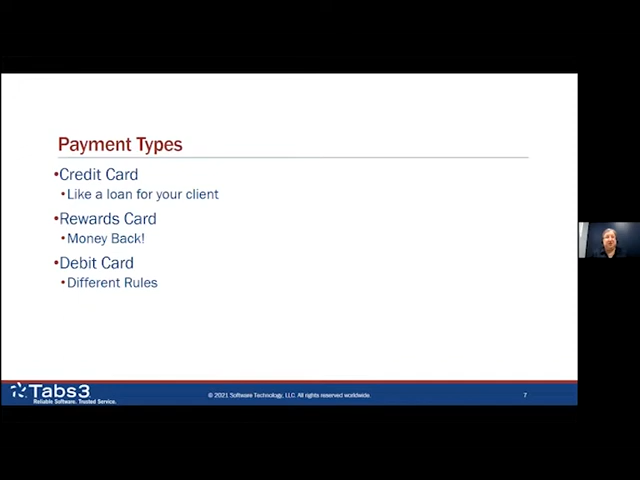 Payment Types
•Credit Card
•Like a loan for your client
•Rewards Card
•Money Back!
•Debit Card
•Different Rules
Tabs3
Reliable Software. Trusted Service.
© 2021 Software Technology, LLC. All rights reserved worldwide.
7